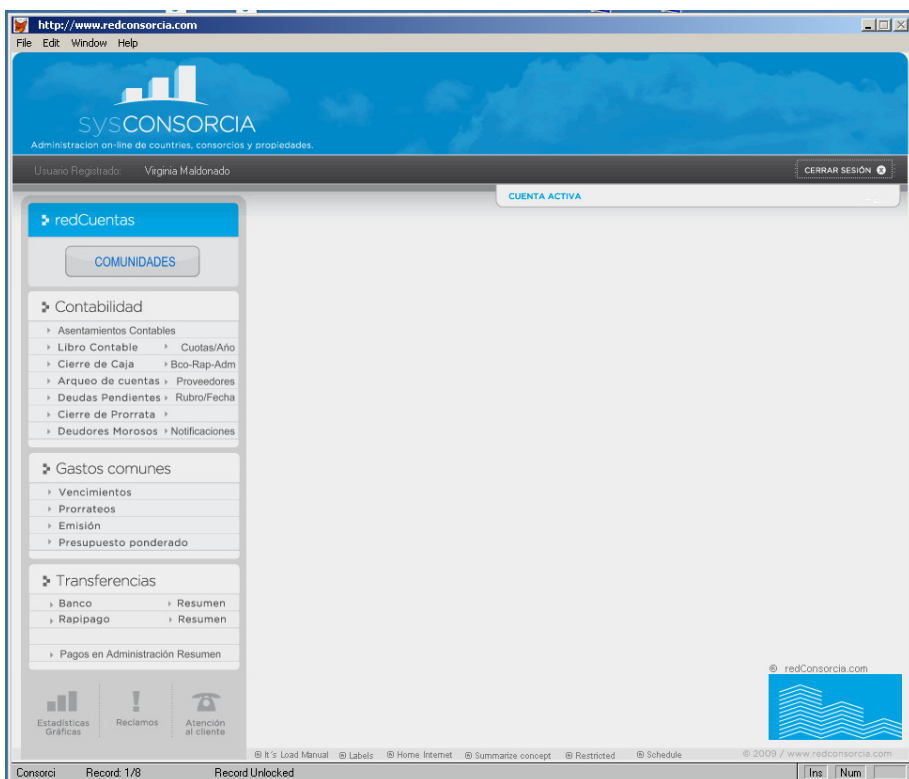 http://www.redconsorcia.com
File Edit Window Help
sysCONSORCIA
Administracion on-line de countries, consorcios y propiedades.
Usuario Registrado: Virginia Maldonado
CERRAR SESIÓN
CUENTA ACTIVA
redCuentas
COMUNIDADES
Contabilidad
Asentamientos Contables
Libro Contable Cuotas/Año
Cierre de Caja Bco-Rap-Adm
Arqueo de cuentas Proveedores
Deudas Pendientes Rubro/Fecha
Cierre de Prorrata
Deudores Morosos Notificaciones
Gastos comunes
Vencimientos
Prorrateos
Emisión
Presupuesto ponderado
Transferencias
Banco Resumen
Rapipago Resumen
Pagos en Administración Resumen
® redConsorcia.com
Estadísticas Gráficas
Reclamos
Atención al cliente
® It´s Load Manual ® Labels ® Home Internet ® Summarize concept ® Restricted ® Schedule © 2009 / www.redconsorcia.com
Consorci Record: 1/8 Record Unlocked Ins Num